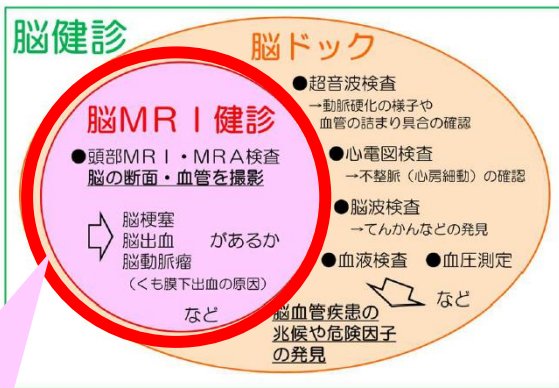 脳健診
脳ドック
脳MRI健診
●頭部MRI・MRA検査
脳の断面・血管を撮影
脳梗塞
脳出血 があるか
脳動脈瘤
（くも膜下出血の原因）
など
●超音波検査
→動脈硬化の様子や
血管の詰まり具合の確認
●心電図検査
→不整脈（心房細動）の確認
●脳波検査
→てんかんなどの発見
●血液検査 ●血圧測定
など
脳血管疾患の
兆候や危険因子
の発見